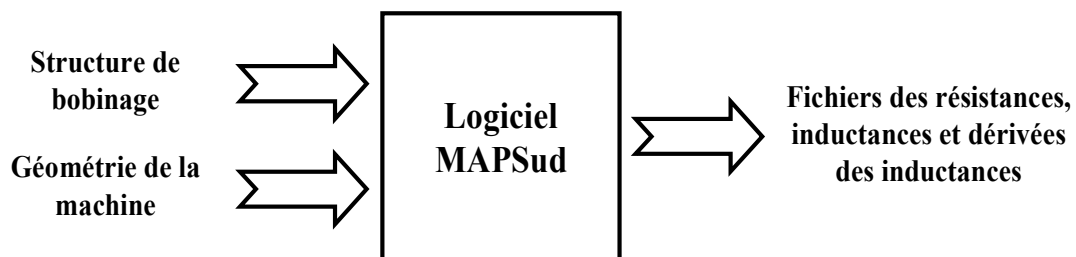 Structure de
bobinage
Géométrie de la
machine
Logiciel
MAPSud
Fichiers des résistances,
inductances et dérivées
des inductances